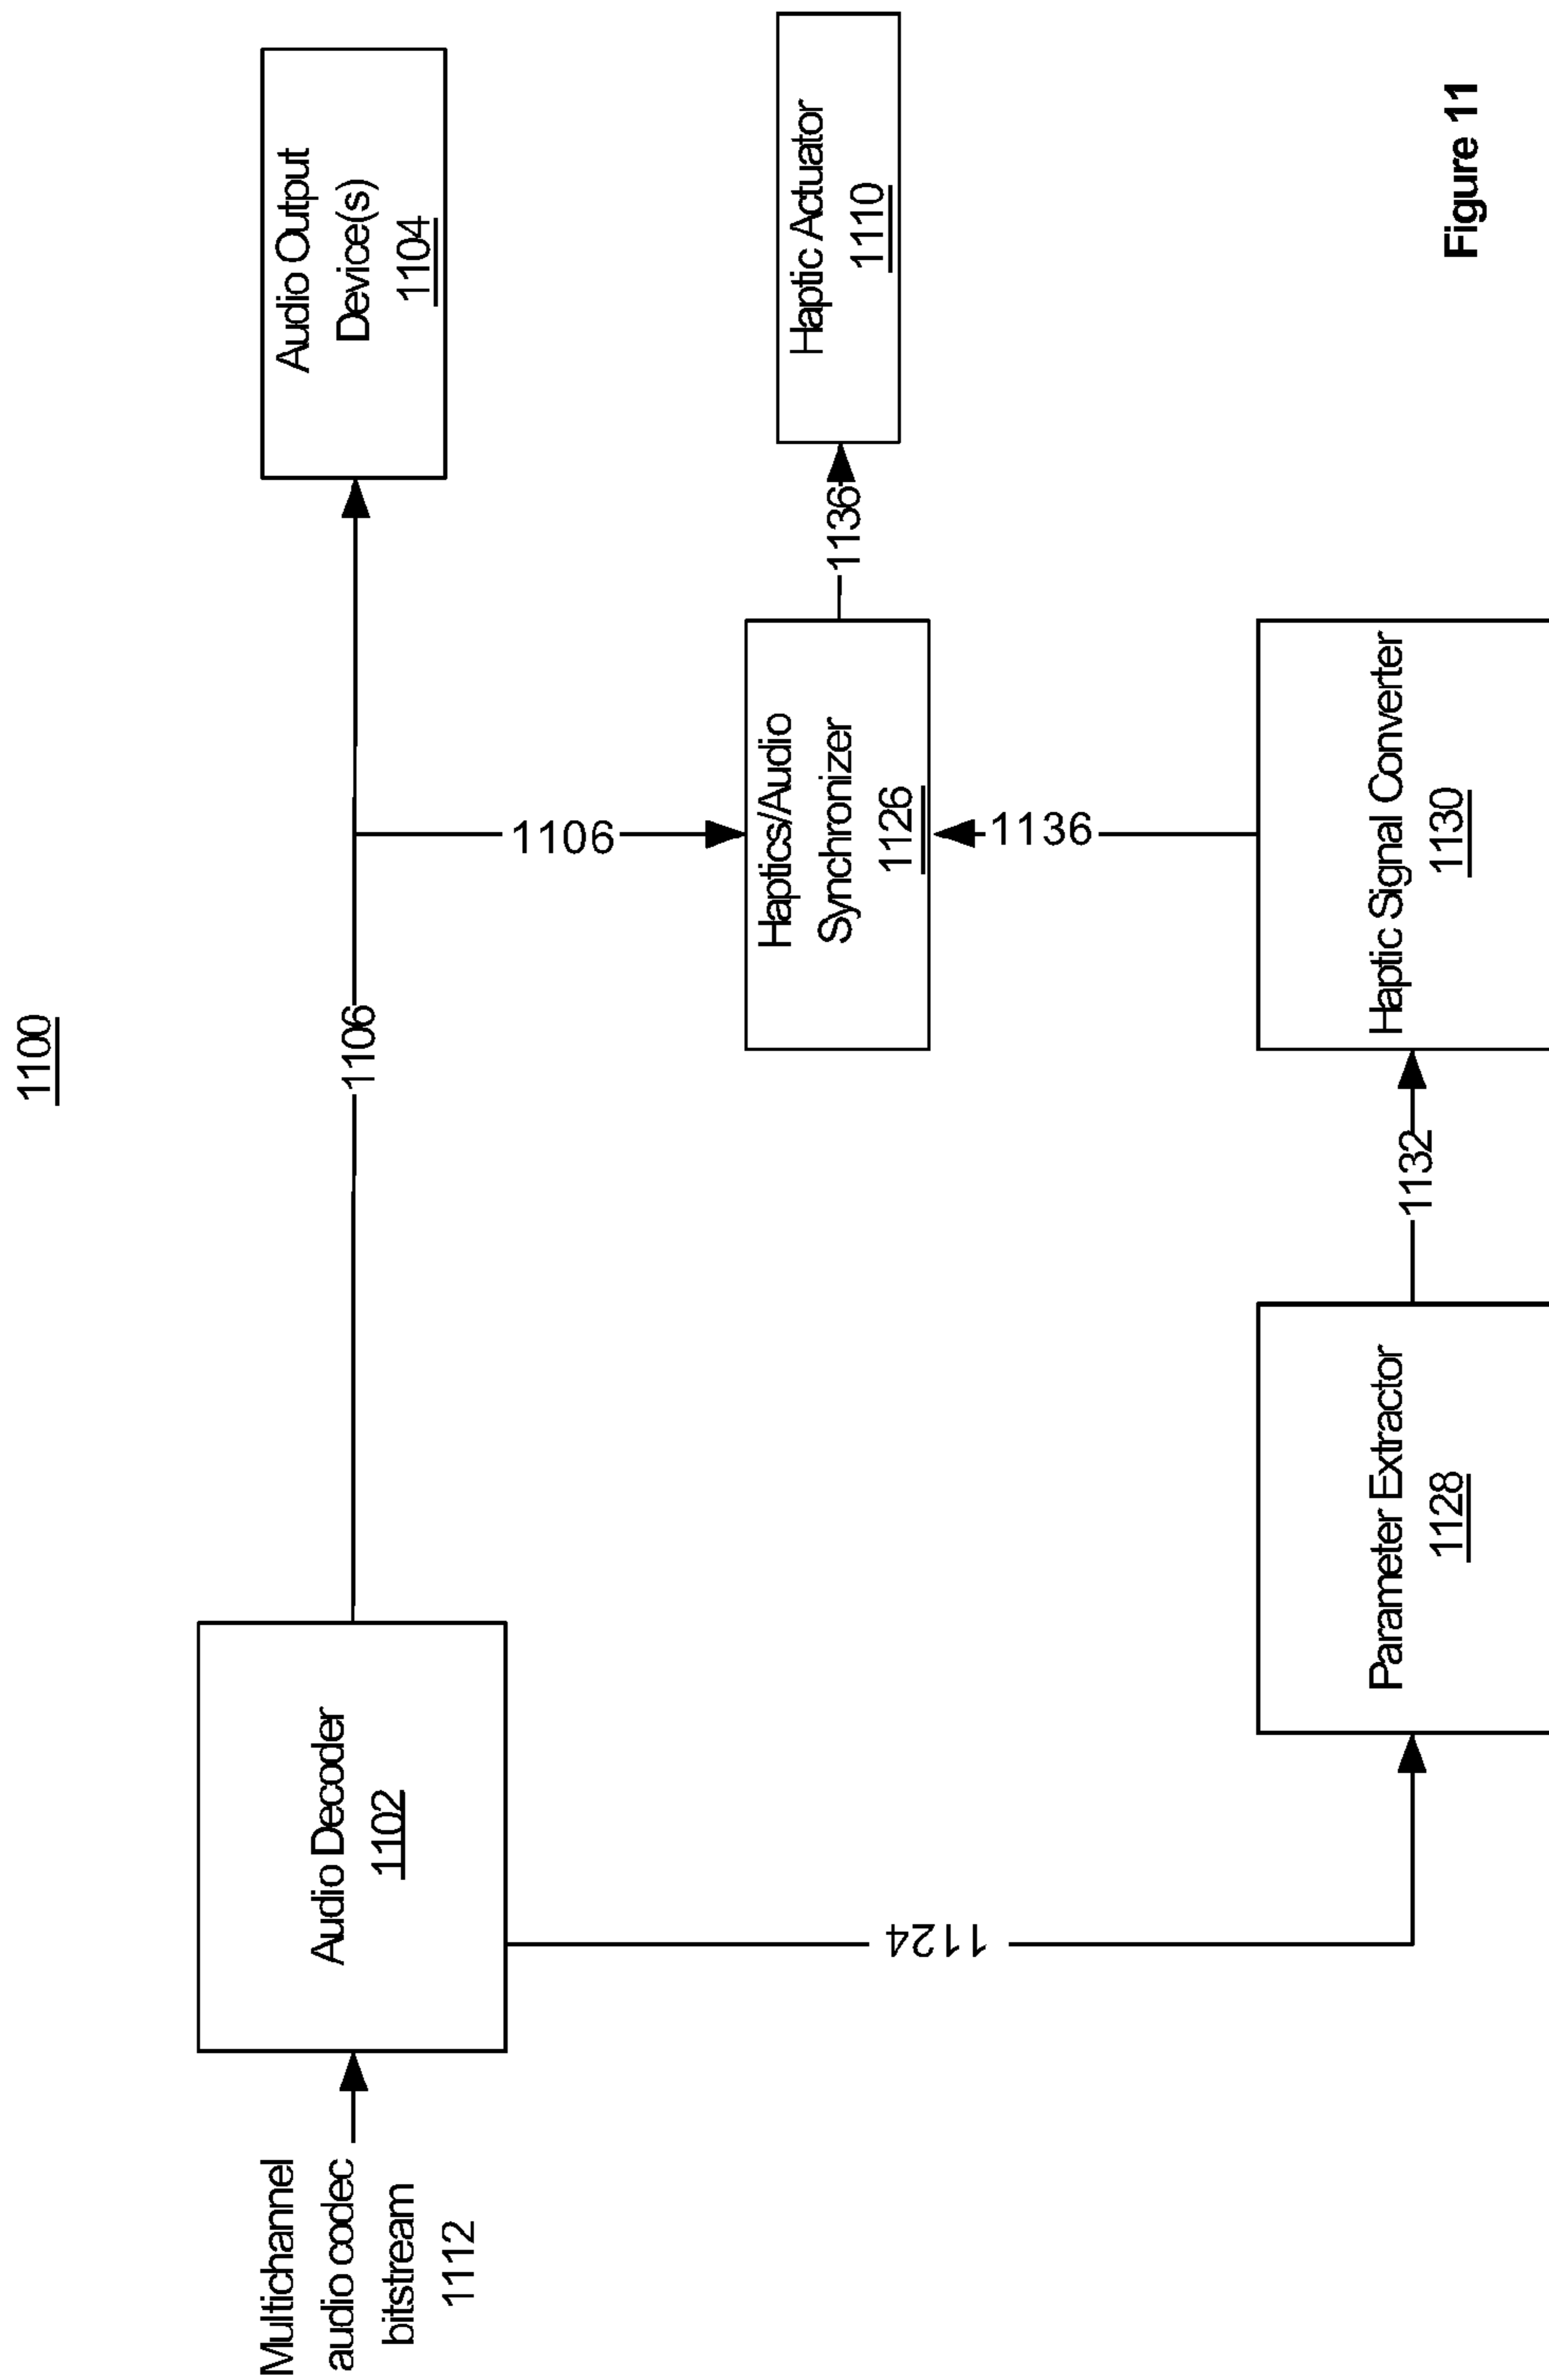 1100
Multichannel
audio codec
bitstream
1112
Audio Decoder
1102
1106
Audio Output
Device(s)
1104
1106
Haptics/Audio
Synchronizer
1126
1136
Haptic Actuator
1110
1136
1124
Parameter Extractor
1128
1132
Haptic Signal Converter
1130
Figure 11